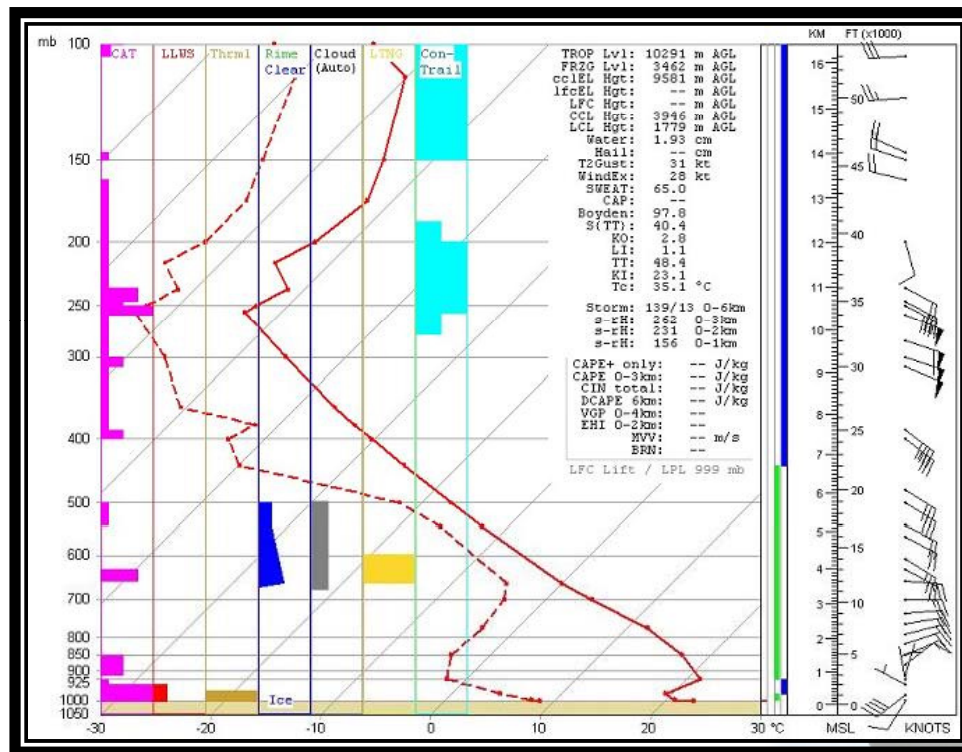 KM FT (x1000)
mb
CAT LLWS Thrml Rime Cloud LTNG Con-
Clear (Auto) Trail
TROP Lvl: 10291 m AGL
FRZG Lvl: 3462 m AGL
cclEL Hgt: 9581 m AGL
lfcEL Hgt: -- m AGL
LFC Hgt: -- m AGL
CCL Hgt: 3946 m AGL
LCL Hgt: 1779 m AGL
Water: 1.93 cm
Hail: -- cm
T2Gust: 31 kt
WindEx: 28 kt
SWEAT: 65.0
CAP: --
Boyden: 97.8
S(TT): 40.4
KO: 2.8
LI: 1.1
TT: 48.4
KI: 23.1
Tc: 35.1 °C
Storm: 139/13 0-6km
s-rH: 262 0-3km
s-rH: 231 0-2km
s-rH: 156 0-1km
CAPE+ only: -- J/kg
CAPE 0-3km: -- J/kg
CIN total: -- J/kg
DCAPE 6km: -- J/kg
VGP 0-4km: --
EHI 0-2km: --
MVV: -- m/s
BRN: --
LFC Lift / LPL 999 mb
100
150
200
250
300
400
500
600
700
800
850
900
925
1000
1050
Ice
-30 -20 -10 0 10 20 30 °C
16
15
14
13
12
11
10
9
8
7
6
5
4
3
2
1
0
50
45
40
35
30
25
20
15
10
5
0
MSL KNOTS